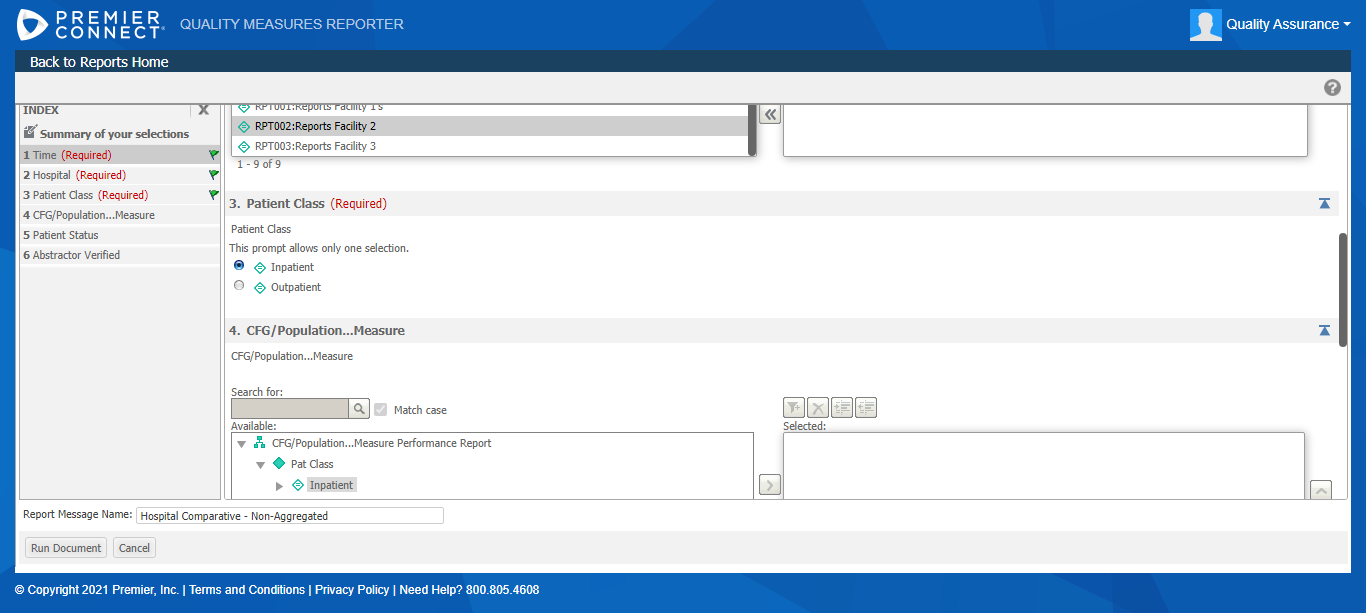 PREMIER
CONNECT
QUALITY MEASURES REPORTER
Quality Assurance
Back to Reports Home
INDEX
Summary of your selections
1 Time (Required)
2 Hospital (Required)
3 Patient Class (Required)
4 CFG/Population...Measure
5 Patient Status
6 Abstractor Verified
RPT001:Reports Facility 1's
RPT002:Reports Facility 2
RPT003:Reports Facility 3
1 - 9 of 9
3. Patient Class (Required)
Patient Class
This prompt allows only one selection.
Inpatient
Outpatient
4. CFG/Population...Measure
CFG/Population...Measure
Search for:
Match case
Available:
Selected:
CFG/Population...Measure Performance Report
Pat Class
Inpatient
Report Message Name: Hospital Comparative - Non-Aggregated
Run Document Cancel
© Copyright 2021 Premier, Inc. | Terms and Conditions | Privacy Policy | Need Help? 800.805.4608